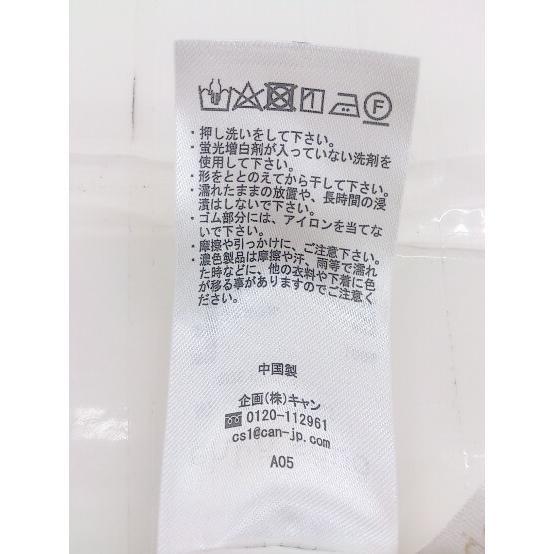 F
・押し洗いをして下さい。
・蛍光増白剤が入っていない洗剤を
使用して下さい。
・形をととのえてから干して下さい。
・濡れたままの放置や、長時間の浸
漬はしないで下さい。
・ゴム部分には、アイロンを当てな
いで下さい。
・摩擦や引っかけに、ご注意下さい。
・濃色製品は摩擦や汗、雨等で濡れ
た時などに、他の衣料や下着に色
が移る事がありますのでご注意く
ださい。
中国製
企画(株)キャン
0120-112961
cs1@can-jp.com
A05